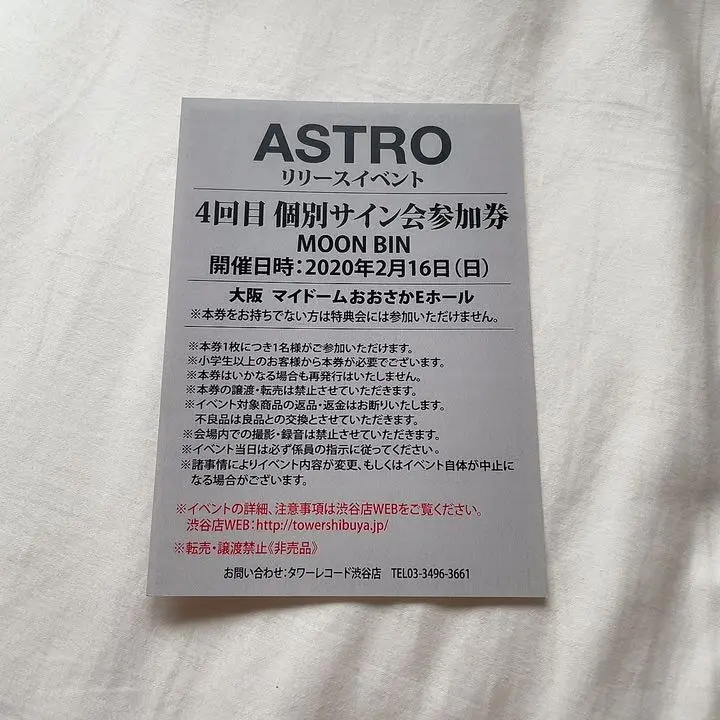 ASTRO
リリースイベント
4回目 個別サイン会参加券
MOON BIN
開催日時：2020年2月16日（日）
大阪 マイドームおおさかEホール
※本券をお持ちでない方は特典会には参加いただけません。
※本券1枚につき1名様がご参加いただけます。
※小学生以上のお客様から本券が必要でございます。
※本券はいかなる場合も再発行はいたしません。
※本券の譲渡・転売は禁止させていただきます。
※イベント対象商品の返品・返金はお断りいたします。
不良品は良品との交換とさせていただきます。
※会場内での撮影・録音は禁止させていただきます。
※イベント当日は必ず係員の指示に従ってください。
※諸事情によりイベント内容が変更、もしくはイベント自体が中止に
なる場合がございます。
※イベントの詳細、注意事項は渋谷店WEBをご覧ください。
渋谷店WEB：http://towershibuya.jp/
※転売・譲渡禁止《非売品》
お問い合わせ：タワーレコード渋谷店 TEL03-3496-3661